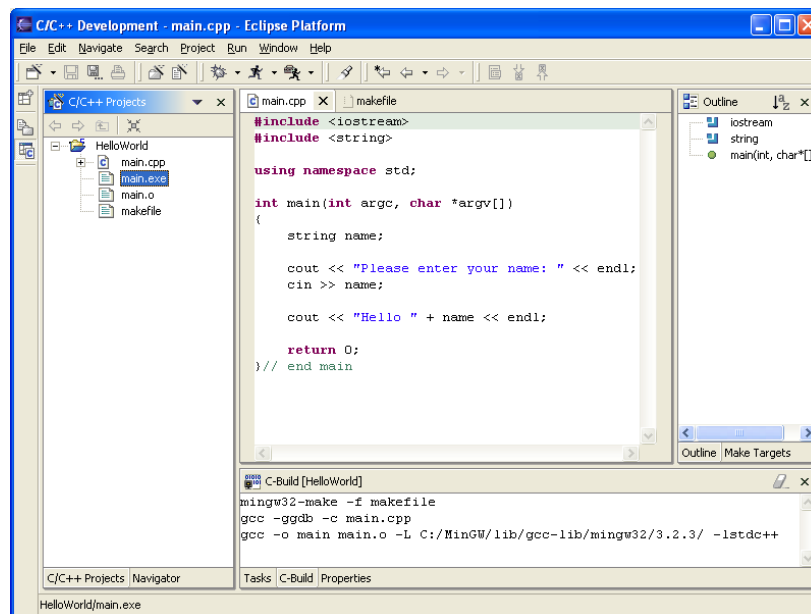 C/C++ Development - main.cpp - Eclipse Platform
File Edit Navigate Search Project Run Window Help
C/C++ Projects
HelloWorld
main.cpp
main.exe
main.o
makefile
C/C++ Projects Navigator
main.cpp makefile
#include <iostream>
#include <string>
using namespace std;
int main(int argc, char *argv[])
{
string name;
cout << "Please enter your name: " << endl;
cin >> name;
cout << "Hello " + name << endl;
return 0;
}// end main
Outline
iostream
string
main(int, char*[]
Outline Make Targets
C-Build [HelloWorld]
mingw32-make -f makefile
gcc -ggdb -c main.cpp
gcc -o main main.o -L C:/MinGW/lib/gcc-lib/mingw32/3.2.3/ -lstdc++
Tasks C-Build Properties
HelloWorld/main.exe